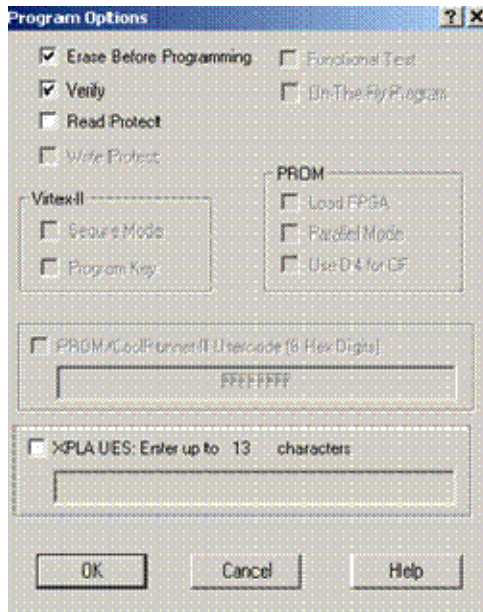 Program Options
Erase Before Programming
Functional Test
Verify
On-The-Fly Program
Read Protect
Write Protect
PROM
Virtex-II
Load FPGA
Secure Mode
Parallel Mode
Program Key
Use D4 for CF
PROM/CoolRunner-II Usercode (8 Hex Digits)
FFFFFFFF
XPLA UES: Enter up to 13 characters
OK Cancel Help